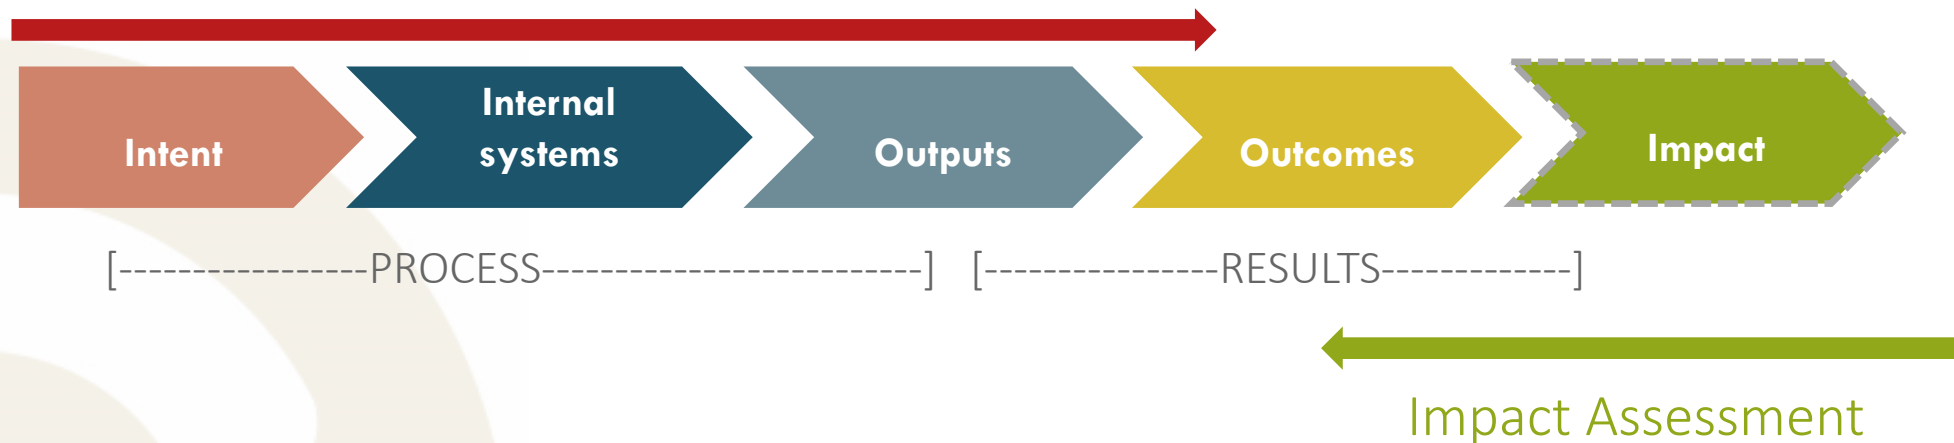 Intent
Internal
systems
Outputs
Outcomes
Impact
[-----------------PROCESS--------------------------] [----------------RESULTS-------------]
Impact Assessment